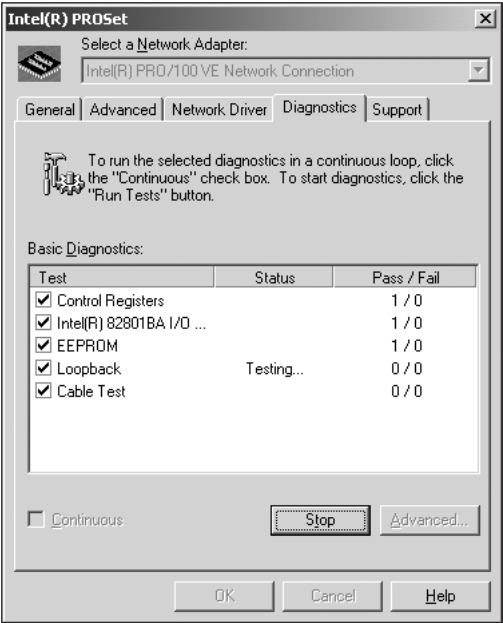 Intel(R) PROSet
Select a Network Adapter:
Intel(R) PRO/100 VE Network Connection
General Advanced Network Driver Diagnostics Support
To run the selected diagnostics in a continuous loop, click
the "Continuous" check box. To start diagnostics, click the
"Run Tests" button.
Basic Diagnostics:
Test Status Pass / Fail
Control Registers 1 / 0
Intel(R) 82801BA I/O ... 1 / 0
EEPROM 1 / 0
Loopback Testing... 0 / 0
Cable Test 0 / 0
Continuous Stop Advanced...
OK Cancel Help